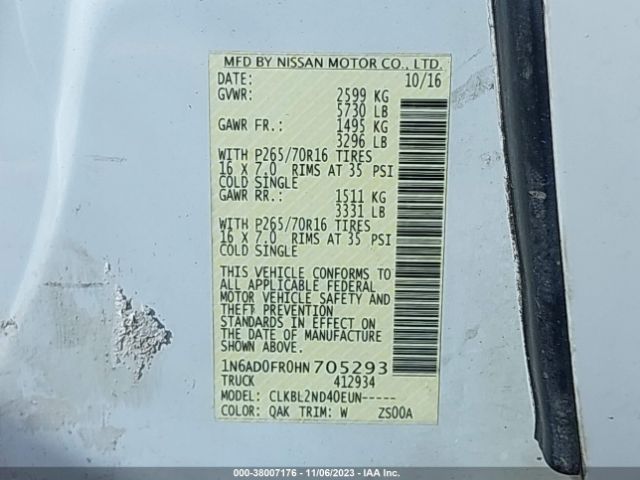 MFD BY NISSAN MOTOR CO., LTD.
DATE: 10/16
GVWR: 2599 KG
5730 LB
GAWR FR.: 1495 KG
3296 LB
WITH P265/70R16 TIRES
16 X 7.0 RIMS AT 35 PSI
COLD SINGLE
GAWR RR.: 1511 KG
3331 LB
WITH P265/70R16 TIRES
16 X 7.0 RIMS AT 35 PSI
COLD SINGLE
THIS VEHICLE CONFORMS TO
ALL APPLICABLE FEDERAL
MOTOR VEHICLE SAFETY AND
THEFT PREVENTION
STANDARDS IN EFFECT ON
THE DATE OF MANUFACTURE
SHOWN ABOVE.
1N6AD0FR0HN705293
TRUCK 412934
MODEL: CLKBL2ND40EUN-----
COLOR: QAK TRIM: W ZS00A
000-38007176 - 11/06/2023 - IAA Inc.